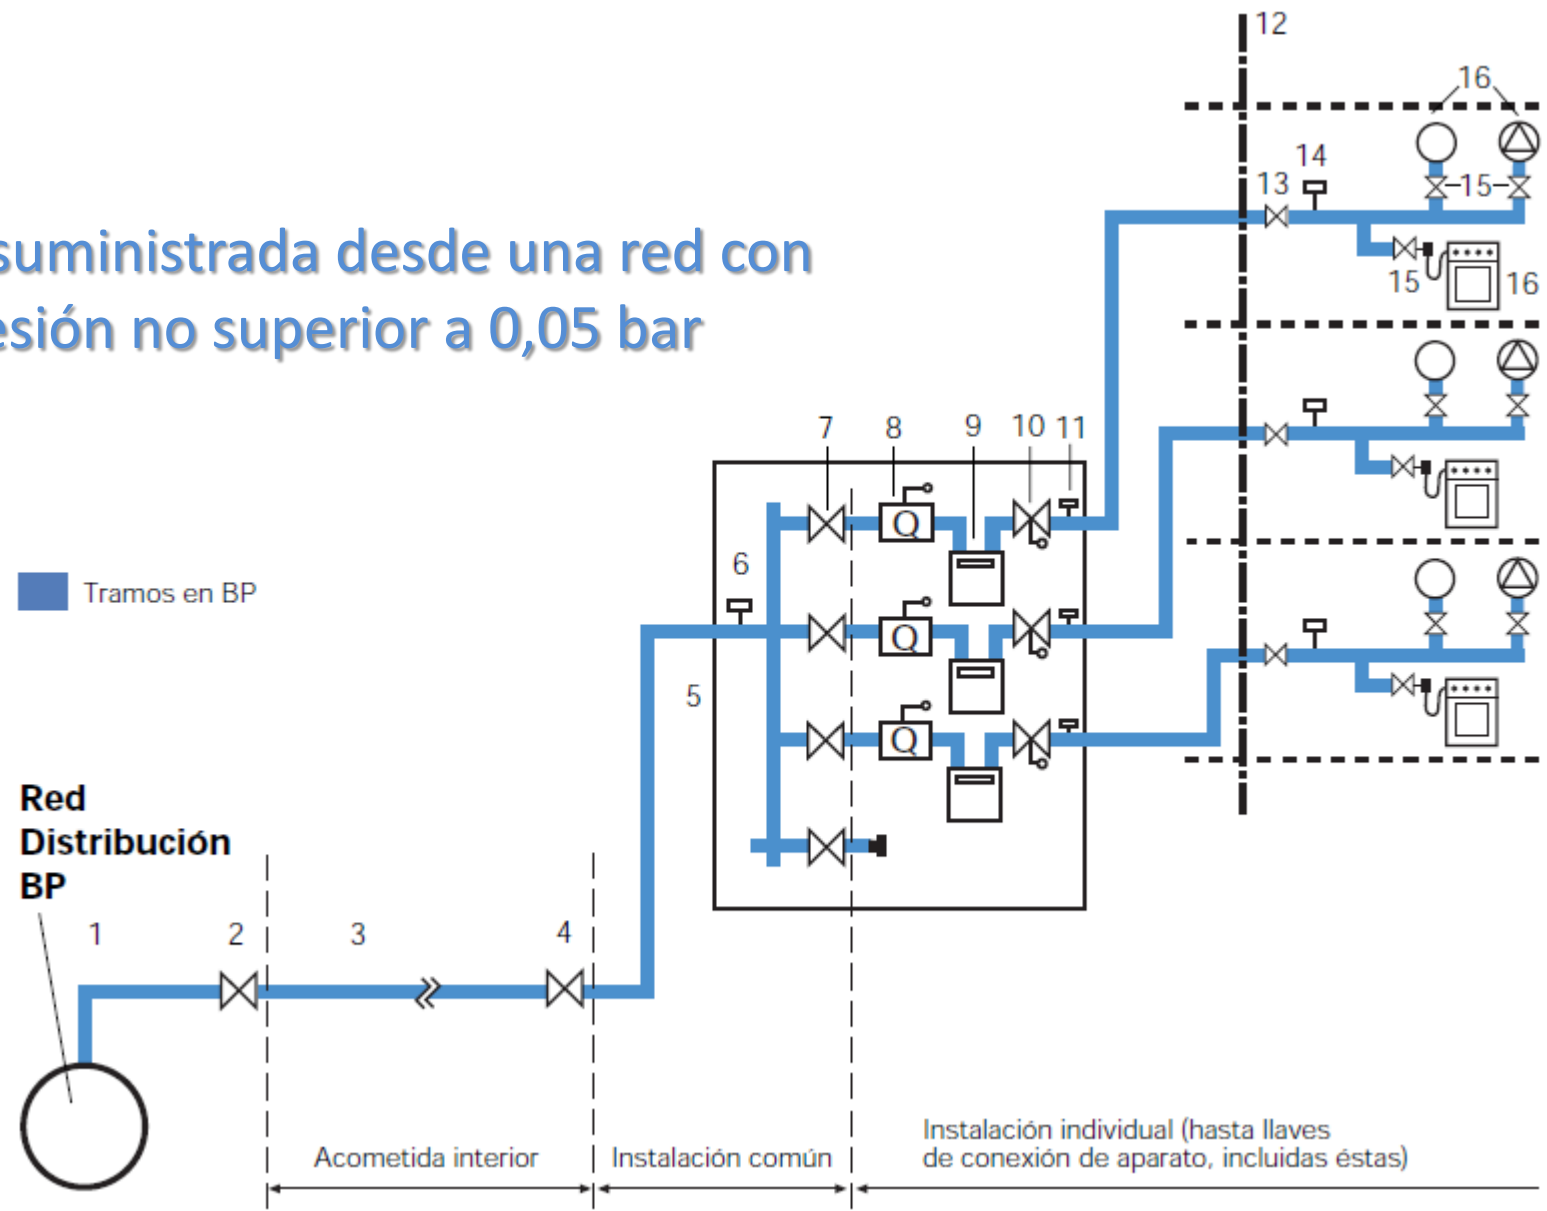 12
16
14
13
15
suministrada desde una red con
15
16
esión no superior a 0,05 bar
7
8
9
10
11
Q
6
Tramos en BP
Q
5
Q
Red
Distribución
BP
1
2
3
4
Instalación individual (hasta llaves
de conexión de aparato, incluidas éstas)
Acometida interior
Instalación común